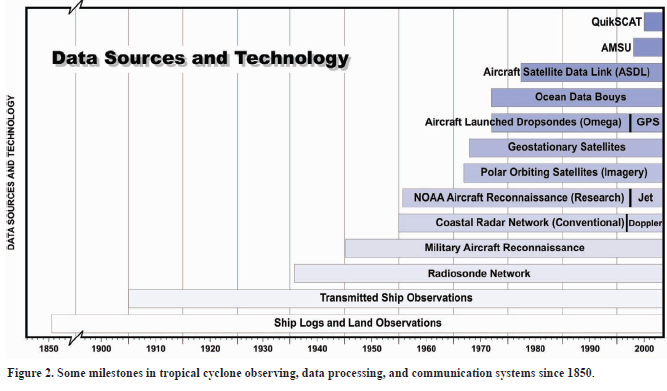 QuikSCAT
AMSU
Data Sources and Technology
Aircraft Satellite Data Link (ASDL)
Ocean Data Bouys
Aircraft Launched Dropsondes (Omega) GPS
Geostationary Satellites
Polar Orbiting Satellites (Imagery)
NOAA Aircraft Reconnaissance (Research) Jet
Coastal Radar Network (Conventional) Doppler
Military Aircraft Reconnaissance
Radiosonde Network
Transmitted Ship Observations
Ship Logs and Land Observations
DATA SOURCES AND TECHNOLOGY
1850 1900 1910 1920 1930 1940 1950 1960 1970 1980 1990 2000
Figure 2. Some milestones in tropical cyclone observing, data processing, and communication systems since 1850.